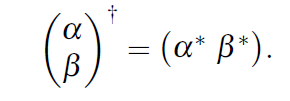 (α
β)† = (α* β*).